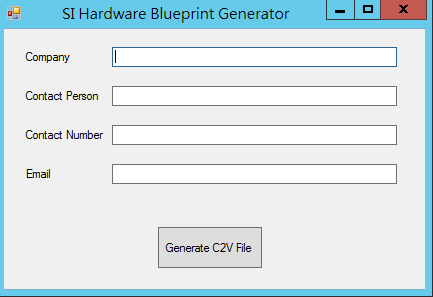 SI Hardware Blueprint Generator
Company
Contact Person
Contact Number
Email
Generate C2V File